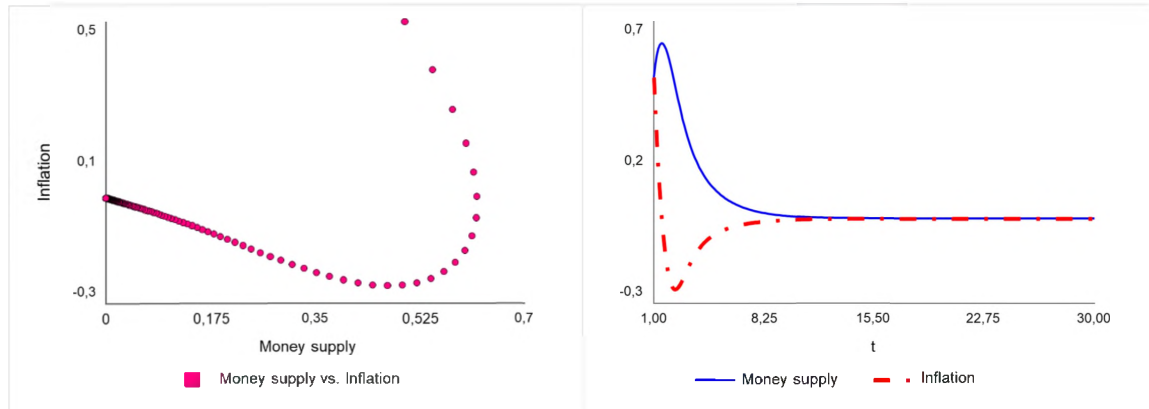 0,5
0,1
-0,3
Inflation
0
0,175
0,35
0,525
0,7
Money supply
Money supply vs. Inflation
0,7
0,2
-0,3
1,00
8,25
15,50
22,75
30,00
t
Money supply
Inflation